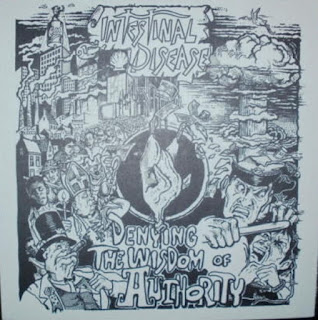 INTESTINAL
DISEASE
DENYING
THE WISDOM OF
AUTHORITY